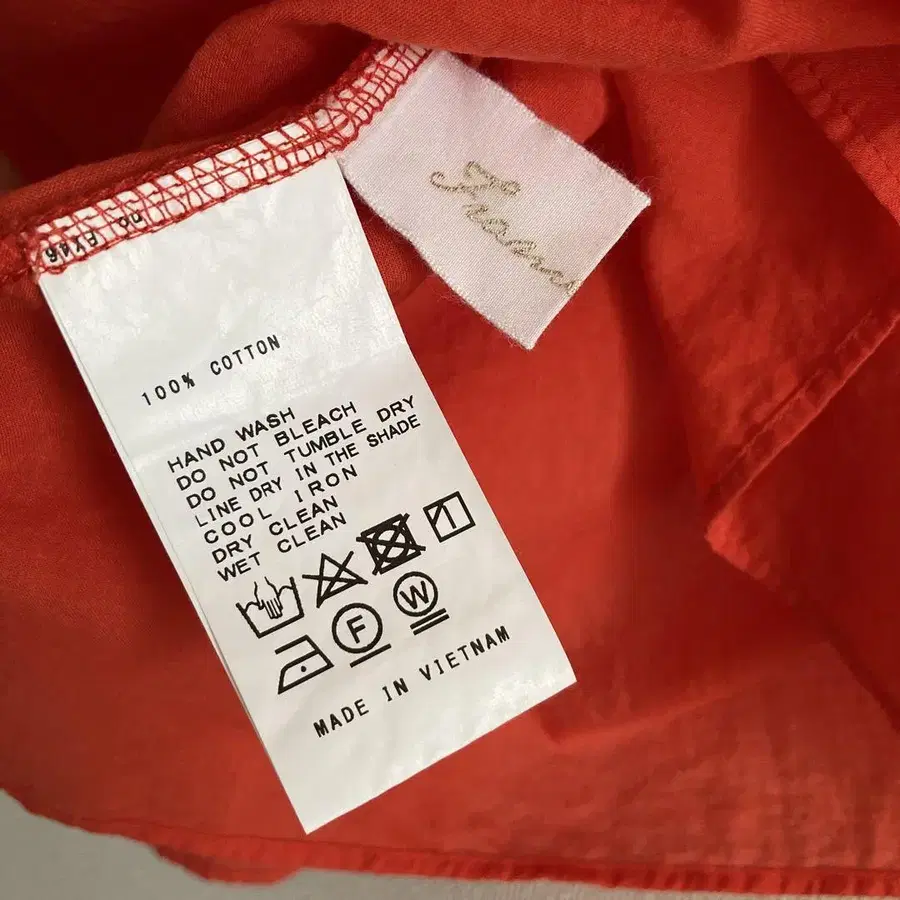 100% COTTON
HAND WASH
DO NOT BLEACH
DO NOT TUMBLE DRY
LINE DRY IN THE SHADE
COOL IRON
DRY CLEAN
WET CLEAN
F
W
MADE IN VIETNAM